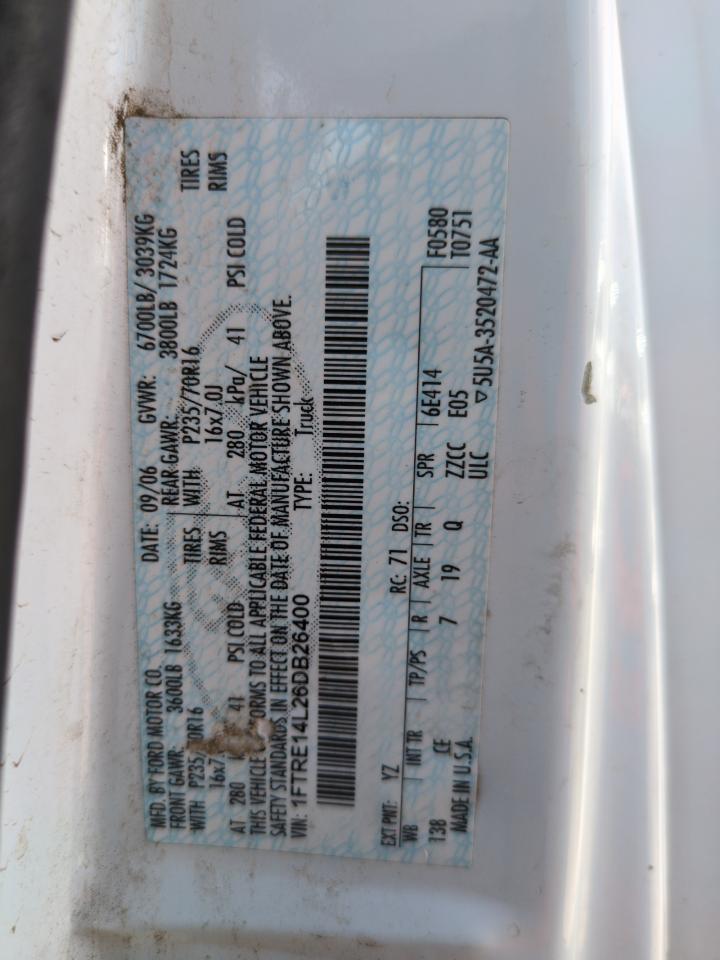 MFD. BY FORD MOTOR CO. DATE: 09/06 GVWR: 6700LB/ 3039KG
FRONT GAWR: 3600LB 1633KG REAR GAWR: 3800LB 1724KG
WITH P235/70R16 TIRES WITH P235/70R16 TIRES
16x7. RIMS 16x7.0J RIMS
AT 280 41 PSI COLD AT 280 kPa/ 41 PSI COLD
THIS VEHICLE CONFORMS TO ALL APPLICABLE FEDERAL MOTOR VEHICLE
SAFETY STANDARDS IN EFFECT ON THE DATE OF MANUFACTURE SHOWN ABOVE.
VIN: 1FTRE14L26DB26400 TYPE: Truck
EXT PNT: YZ RC: 71 DSO: F0580
WB INT TR TP/PS R AXLE TR SPR 6E414 T0751
138 CE 7 19 Q ZZCC E05
MADE IN U.S.A. ULC ▽5U5A-3520472-AA